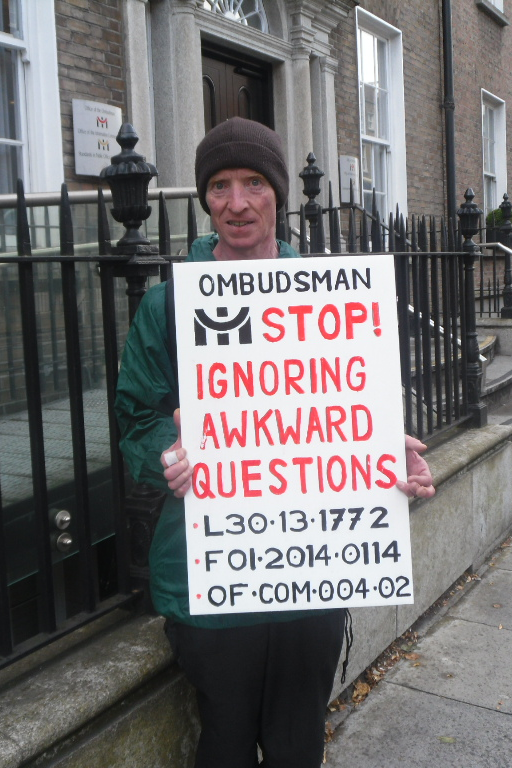 OMBUDSMAN
STOP!
IGNORING
AWKWARD
QUESTIONS
· L30·13·1772
· FOI·2014·0114
· OF·COM·004·02